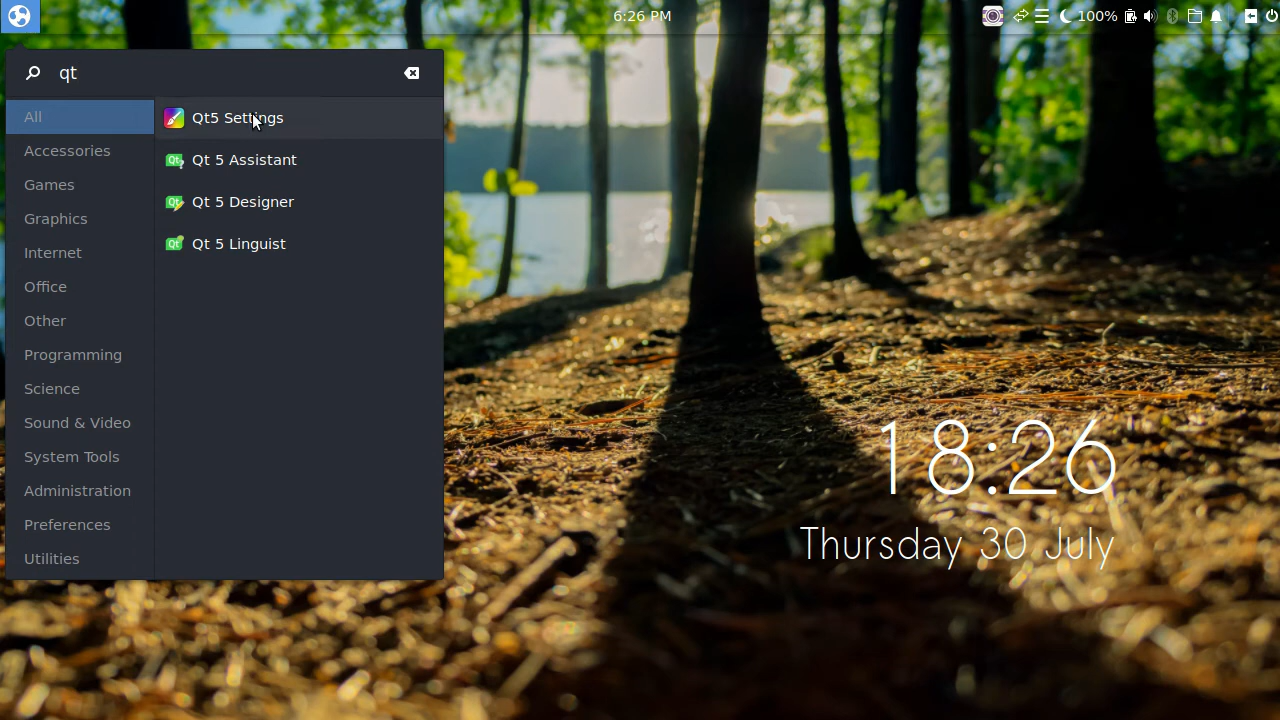 6:26 PM
100%
qt
All
Accessories
Games
Graphics
Internet
Office
Other
Programming
Science
Sound & Video
System Tools
Administration
Preferences
Utilities
Qt5 Settings
Qt 5 Assistant
Qt 5 Designer
Qt 5 Linguist
18:26
Thursday 30 July